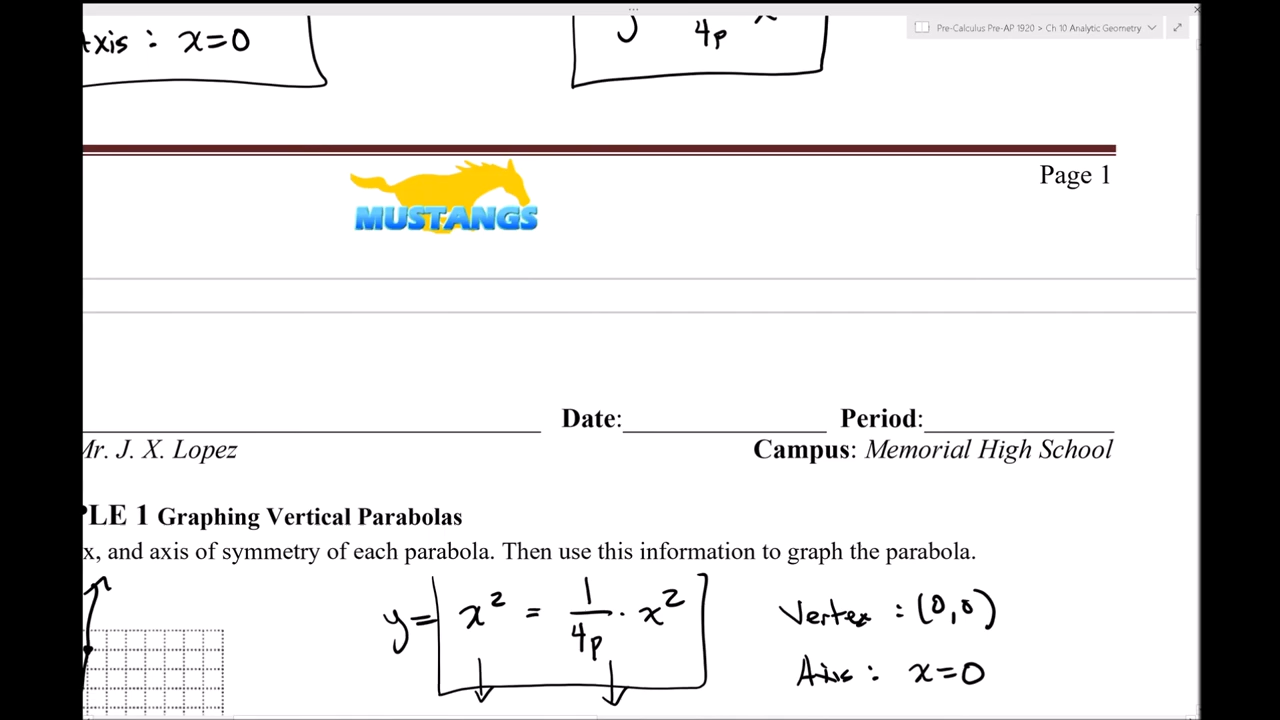 Pre-Calculus Pre-AP 1920 > Ch 10 Analytic Geometry
Axis : x=0
y 4p x
MUSTANGS
Page 1
Date: Period:
Mr. J. X. Lopez
Campus: Memorial High School
PLE 1 Graphing Vertical Parabolas
x, and axis of symmetry of each parabola. Then use this information to graph the parabola.
y= x² = 1/4p · x²
Vertex : (0,0)
Axis : x=0